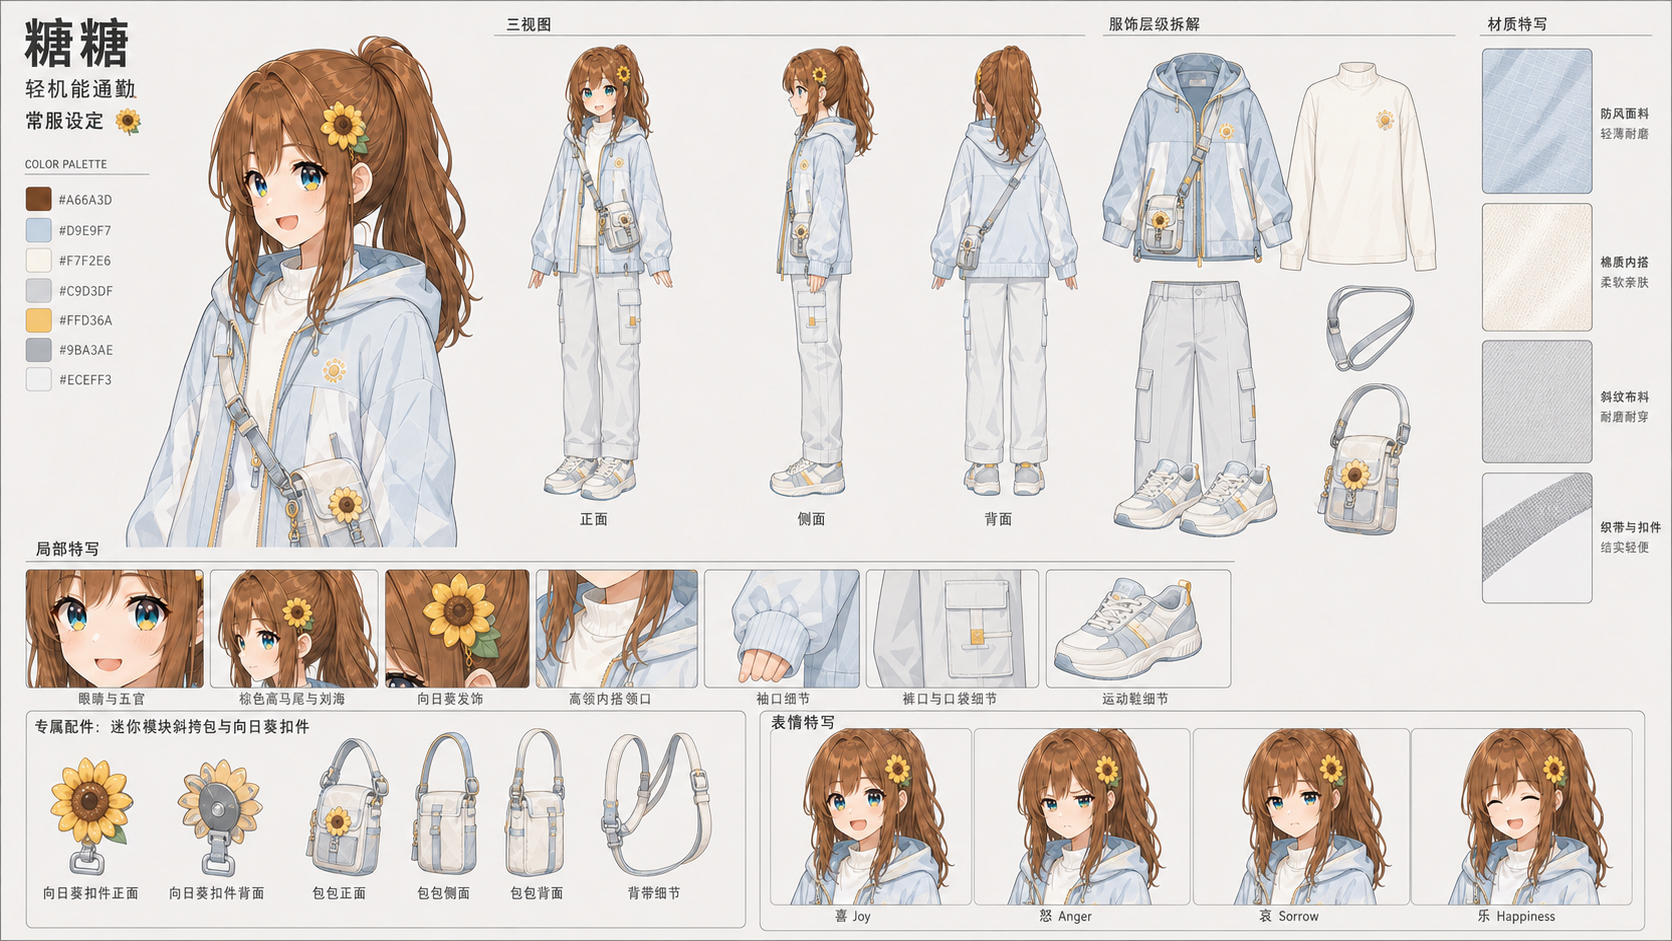 糖糖
轻机能通勤
常服设定
COLOR PALETTE
#A66A3D
#D9E9F7
#F7F2E6
#C9D3DF
#FFD36A
#9BA3AE
#ECEFF3
三视图
正面
侧面
背面
服饰层级拆解
材质特写
防风面料
轻薄耐磨
棉质内搭
柔软亲肤
斜纹布料
耐磨耐穿
织带与扣件
结实轻便
局部特写
眼睛与五官
棕色高马尾与刘海
向日葵发饰
高领内搭领口
袖口细节
裤口与口袋细节
运动鞋细节
专属配件：迷你模块斜挎包与向日葵扣件
向日葵扣件正面
向日葵扣件背面
包包正面
包包侧面
包包背面
背带细节
表情特写
喜 Joy
怒 Anger
哀 Sorrow
乐 Happiness